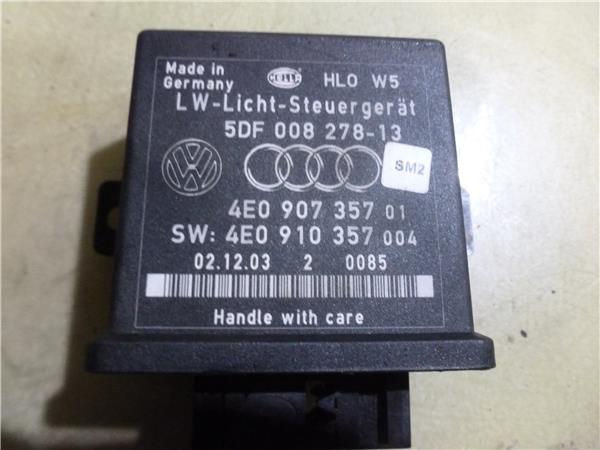 Made in
Germany
HELLA
HLO W5
LW-Licht-Steuergerät
5DF 008 278-13
SM2
4E0 907 357 01
SW: 4E0 910 357 004
02.12.03 2 0085
Handle with care